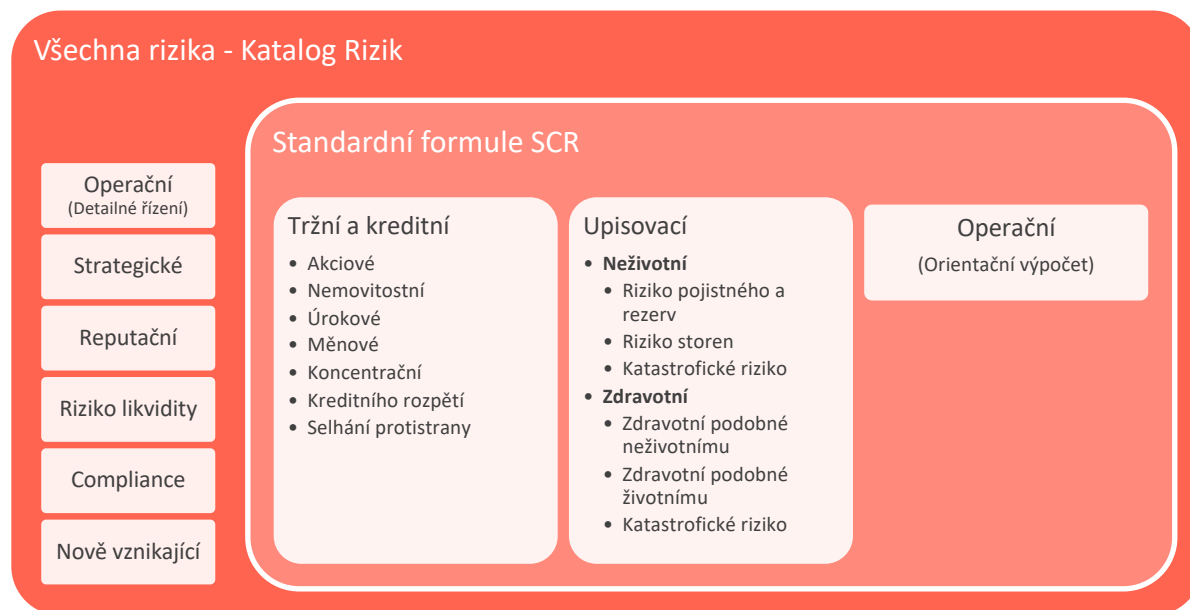 Všechna rizika - Katalog Rizik
Operační
(Detailné řízení)
Strategické
Reputační
Riziko likvidity
Compliance
Nově vznikající
Standardní formule SCR
Tržní a kreditní
• Akciové
• Nemovitostní
• Úrokové
• Měnové
• Koncentrační
• Kreditního rozpětí
• Selhání protistrany
Upisovací
• Neživotní
• Riziko pojistného a
rezerv
• Riziko storen
• Katastrofické riziko
• Zdravotní
• Zdravotní podobné
neživotnímu
• Zdravotní podobné
životnímu
• Katastrofické riziko
Operační
(Orientační výpočet)